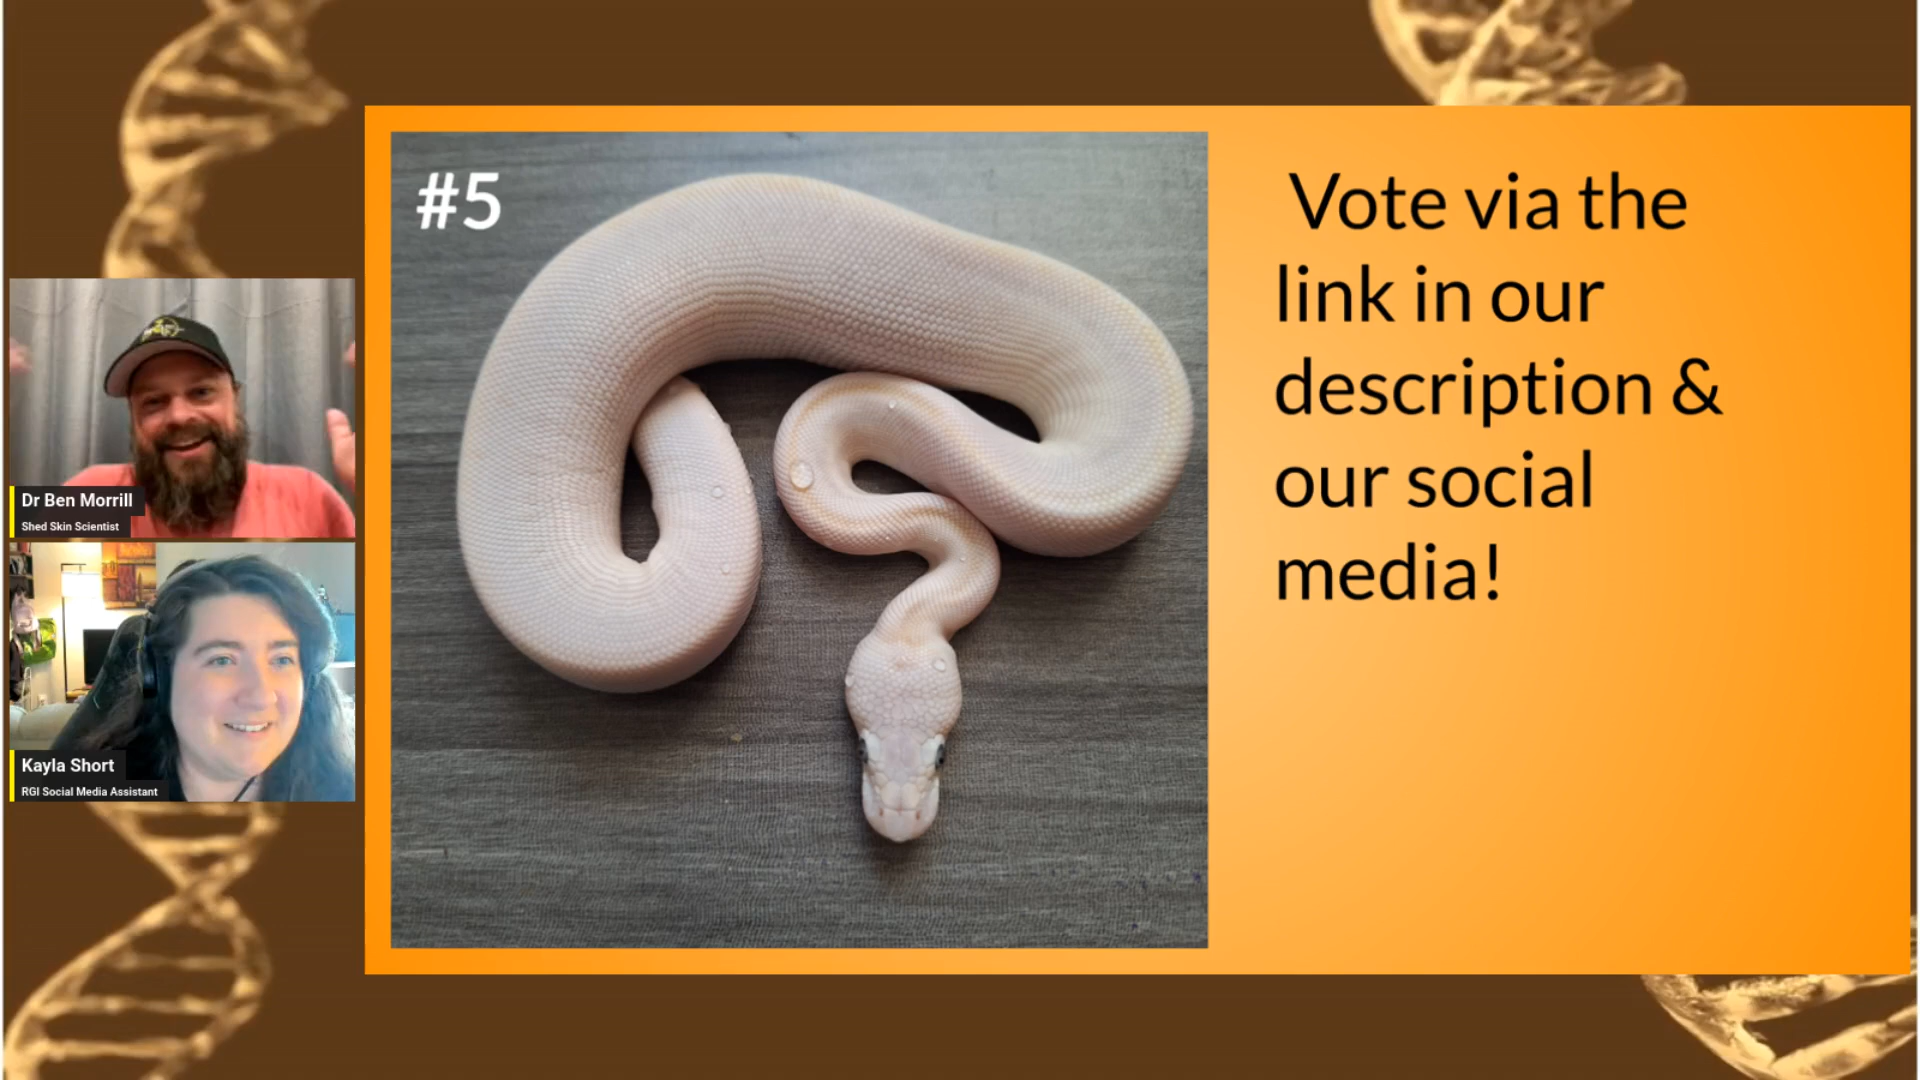 #5
Vote via the
link in our
description &
our social
media!
Dr Ben Morrill
Shed Skin Scientist
Kayla Short
RGI Social Media Assistant